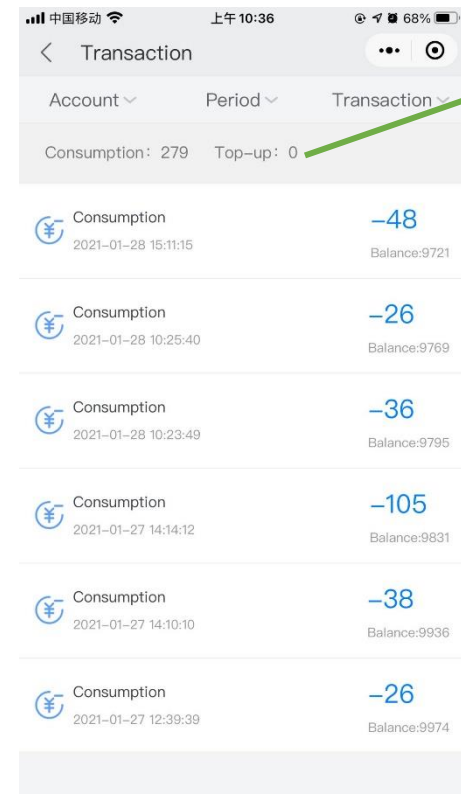 中国移动 上午10:36 68%
Transaction
Account Period Transaction
Consumption：279 Top-up：0
Consumption -48
2021-01-28 15:11:15 Balance:9721
Consumption -26
2021-01-28 10:25:40 Balance:9769
Consumption -36
2021-01-28 10:23:49 Balance:9795
Consumption -105
2021-01-27 14:14:12 Balance:9831
Consumption -38
2021-01-27 14:10:10 Balance:9936
Consumption -26
2021-01-27 12:39:39 Balance:9974